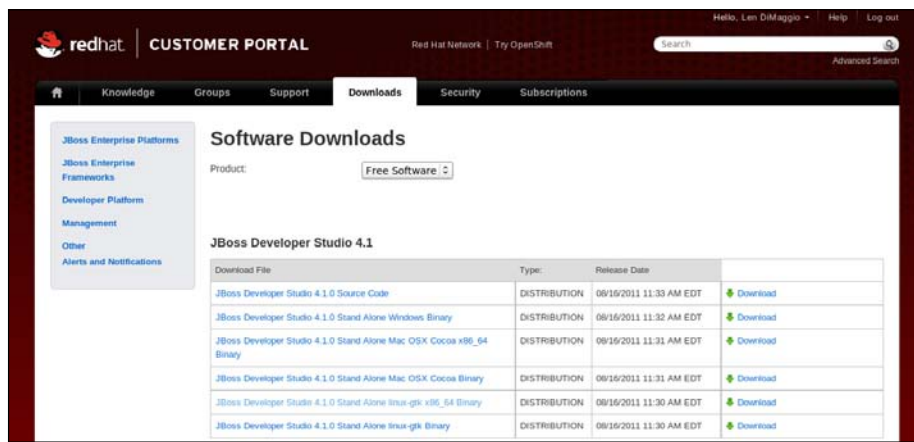 Hello, Len DiMaggio Help Log out
redhat. CUSTOMER PORTAL Red Hat Network | Try OpenShift Search
Advanced Search
Knowledge Groups Support Downloads Security Subscriptions
JBoss Enterprise Platforms
JBoss Enterprise
Frameworks
Developer Platform
Management
Other
Alerts and Notifications
Software Downloads
Product: Free Software
JBoss Developer Studio 4.1
Download File Type: Release Date
JBoss Developer Studio 4.1.0 Source Code DISTRIBUTION 08/16/2011 11:33 AM EDT Download
JBoss Developer Studio 4.1.0 Stand Alone Windows Binary DISTRIBUTION 08/16/2011 11:32 AM EDT Download
JBoss Developer Studio 4.1.0 Stand Alone Mac OSX Cocoa x86_64
Binary DISTRIBUTION 08/16/2011 11:31 AM EDT Download
JBoss Developer Studio 4.1.0 Stand Alone Mac OSX Cocoa Binary DISTRIBUTION 08/16/2011 11:31 AM EDT Download
JBoss Developer Studio 4.1.0 Stand Alone linux-gtk x86_64 Binary DISTRIBUTION 08/16/2011 11:30 AM EDT Download
JBoss Developer Studio 4.1.0 Stand Alone linux-gtk Binary DISTRIBUTION 08/16/2011 11:30 AM EDT Download